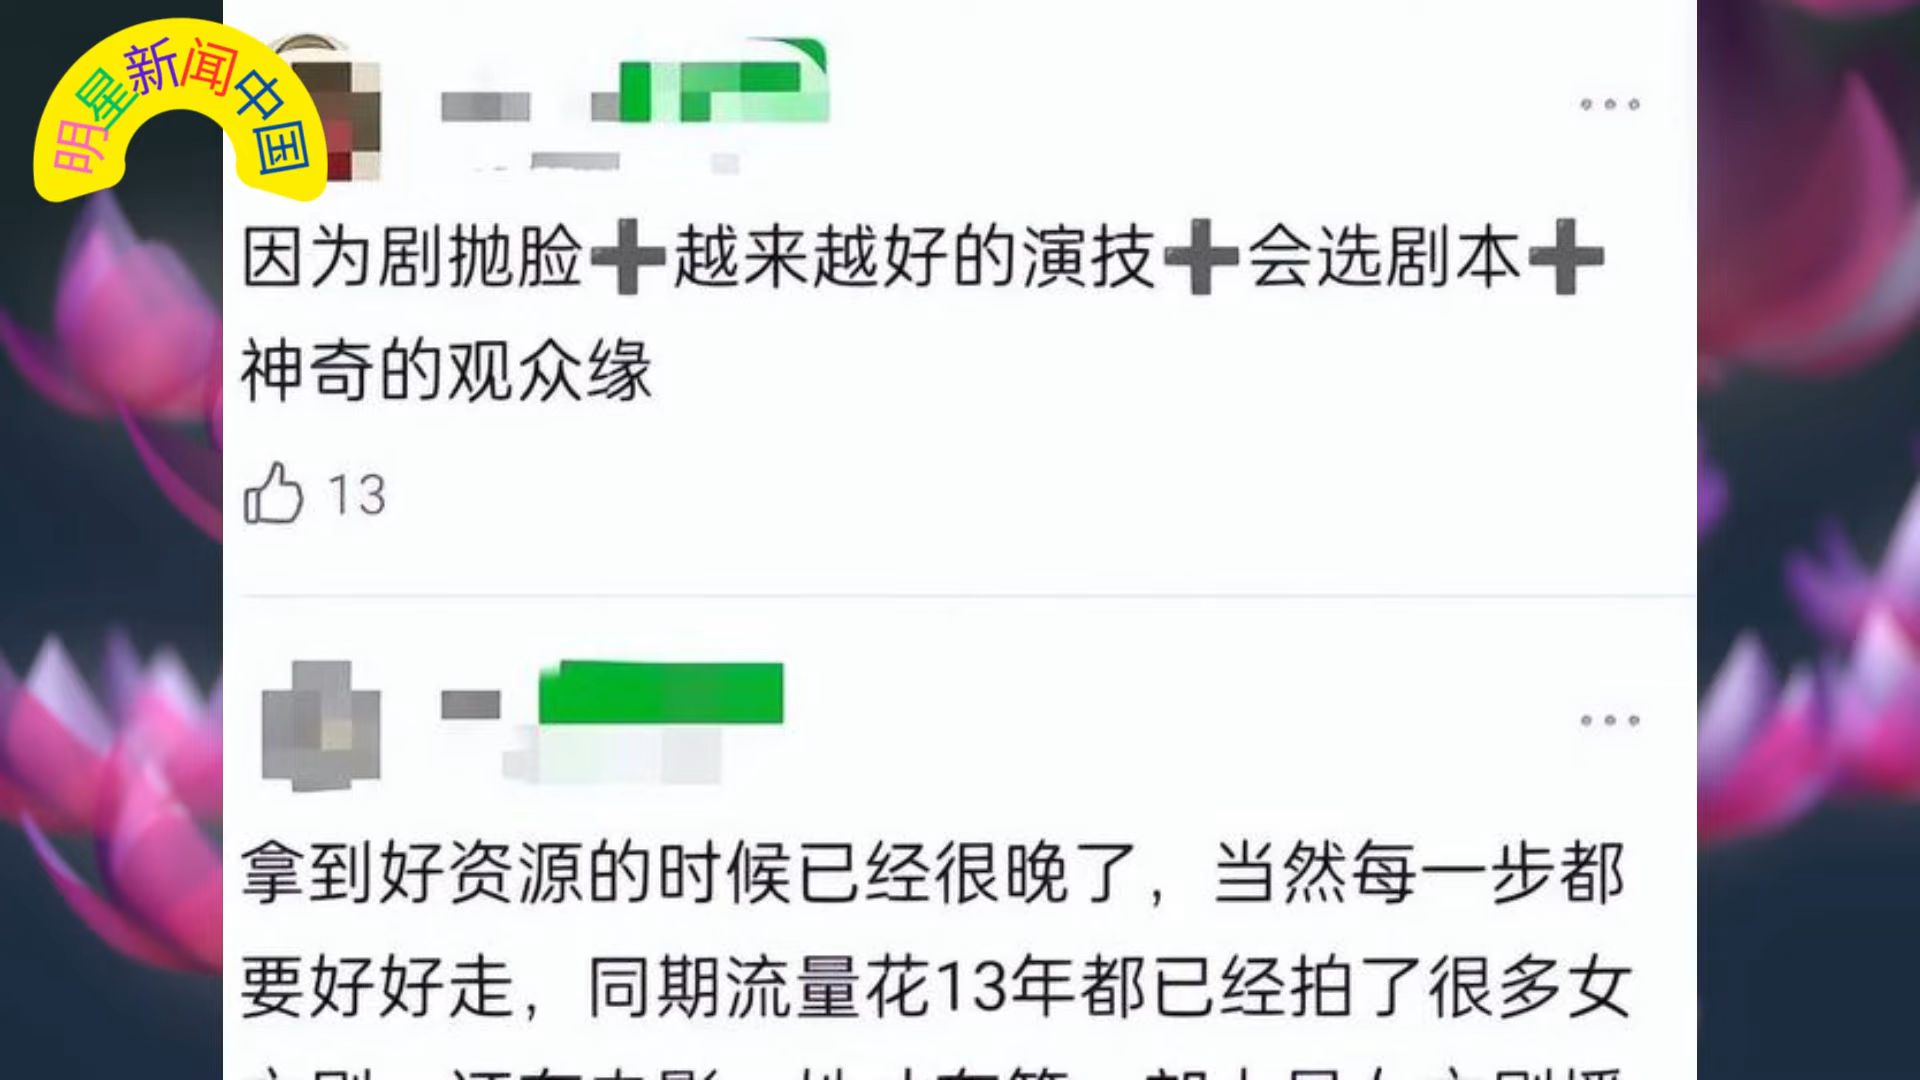 明星新闻中国
因为剧抛脸➕越来越好的演技➕会选剧本➕
神奇的观众缘
13
拿到好资源的时候已经很晚了，当然每一步都
要好好走，同期流量花13年都已经拍了很多女